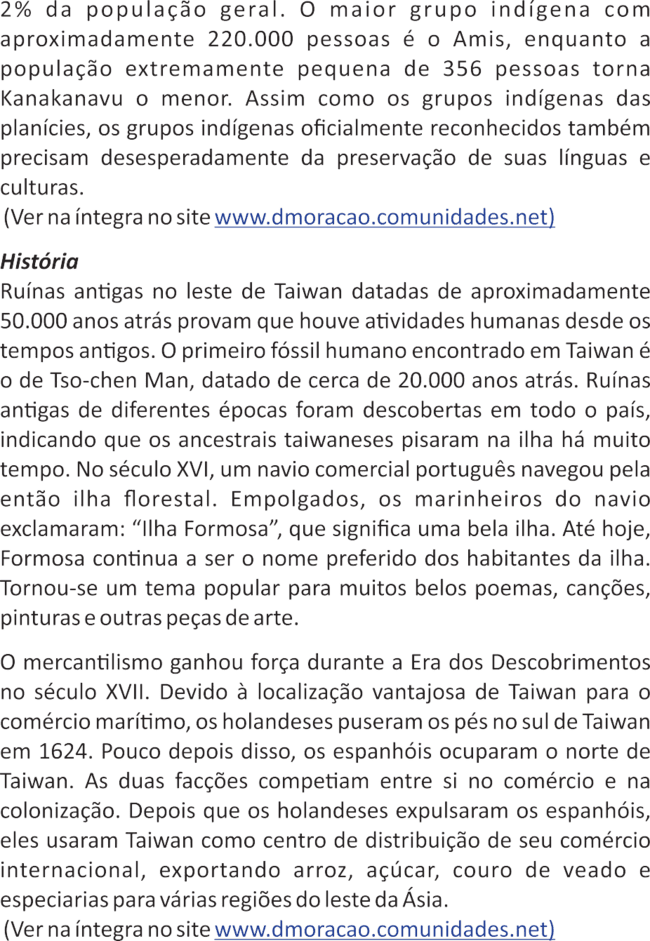 2% da população geral. O maior grupo indígena com
aproximadamente 220.000 pessoas é o Amis, enquanto a
população extremamente pequena de 356 pessoas torna
Kanakanavu o menor. Assim como os grupos indígenas das
planícies, os grupos indígenas oficialmente reconhecidos também
precisam desesperadamente da preservação de suas línguas e
culturas.
(Ver na íntegra no site www.dmoracao.comunidades.net)
História
Ruínas antigas no leste de Taiwan datadas de aproximadamente
50.000 anos atrás provam que houve atividades humanas desde os
tempos antigos. O primeiro fóssil humano encontrado em Taiwan é
o de Tso-chen Man, datado de cerca de 20.000 anos atrás. Ruínas
antigas de diferentes épocas foram descobertas em todo o país,
indicando que os ancestrais taiwaneses pisaram na ilha há muito
tempo. No século XVI, um navio comercial português navegou pela
então ilha florestal. Empolgados, os marinheiros do navio
exclamaram: “Ilha Formosa”, que significa uma bela ilha. Até hoje,
Formosa continua a ser o nome preferido dos habitantes da ilha.
Tornou-se um tema popular para muitos belos poemas, canções,
pinturas e outras peças de arte.
O mercantilismo ganhou força durante a Era dos Descobrimentos
no século XVII. Devido à localização vantajosa de Taiwan para o
comércio marítimo, os holandeses puseram os pés no sul de Taiwan
em 1624. Pouco depois disso, os espanhóis ocuparam o norte de
Taiwan. As duas facções competiam entre si no comércio e na
colonização. Depois que os holandeses expulsaram os espanhóis,
eles usaram Taiwan como centro de distribuição de seu comércio
internacional, exportando arroz, açúcar, couro de veado e
especiarias para várias regiões do leste da Ásia.
(Ver na íntegra no site www.dmoracao.comunidades.net)